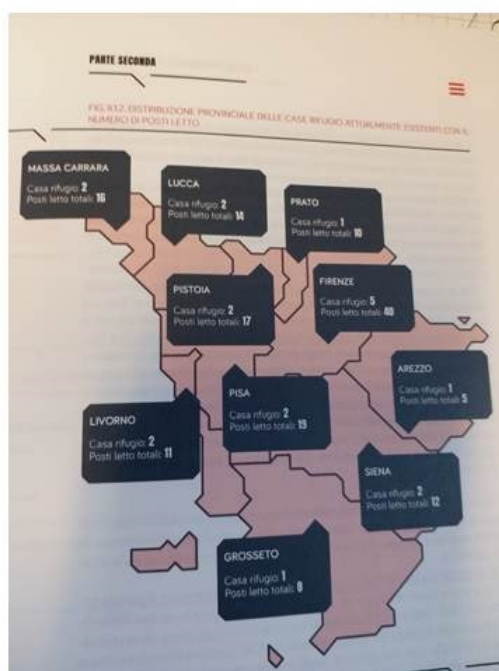 PARTE SECONDA
FIG. 8.1.2. DISTRIBUZIONE PROVINCIALE DELLE CASE RIFUGIO ATTUALMENTE ESISTENTI CON IL
NUMERO DI POSTI LETTO
MASSA CARRARA
Casa rifugio: 2
Posti letto totali: 16
LUCCA
Casa rifugio: 2
Posti letto totali: 14
PRATO
Casa rifugio: 1
Posti letto totali: 10
PISTOIA
Casa rifugio: 2
Posti letto totali: 17
FIRENZE
Casa rifugio: 5
Posti letto totali: 40
AREZZO
Casa rifugio: 1
Posti letto totali: 5
PISA
Casa rifugio: 2
Posti letto totali: 19
LIVORNO
Casa rifugio: 2
Posti letto totali: 11
SIENA
Casa rifugio: 2
Posti letto totali: 12
GROSSETO
Casa rifugio: 1
Posti letto totali: 8